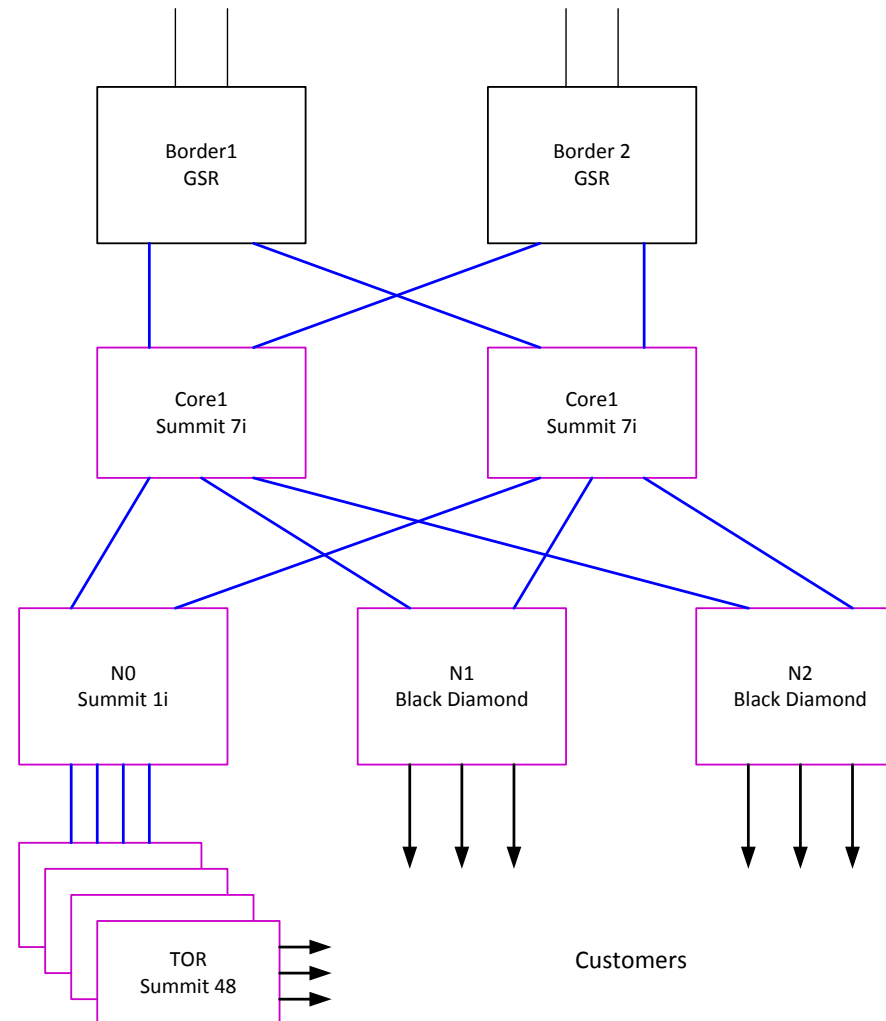 Border1
GSR
Border 2
GSR
Core1
Summit 7i
Core1
Summit 7i
N0
Summit 1i
N1
Black Diamond
N2
Black Diamond
TOR
Summit 48
Customers